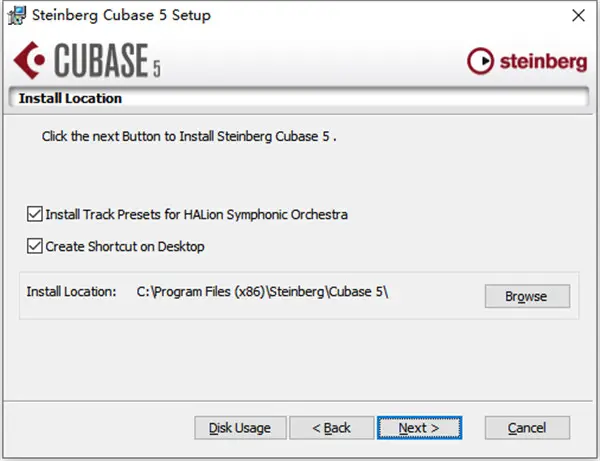 Steinberg Cubase 5 Setup
CUBASE 5
steinberg
Install Location
Click the next Button to Install Steinberg Cubase 5 .
Install Track Presets for HALion Symphonic Orchestra
Create Shortcut on Desktop
Install Location: C:\Program Files (x86)\Steinberg\Cubase 5\
Browse
Disk Usage < Back Next > Cancel